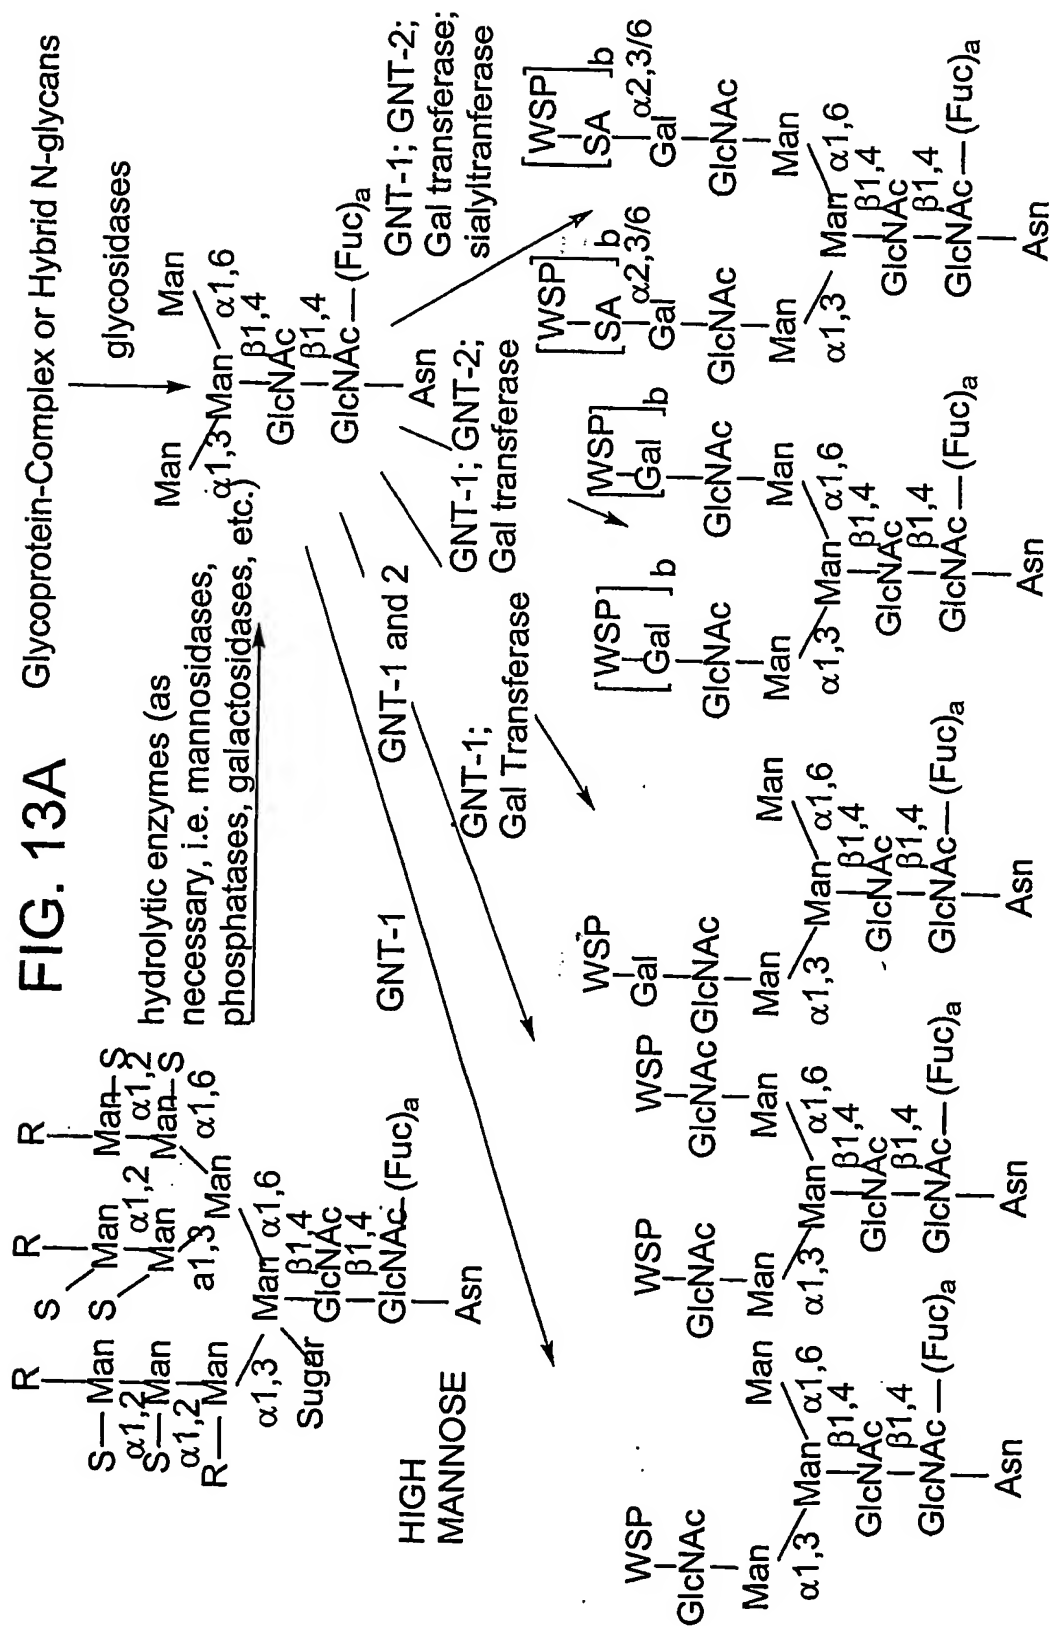 FIG. 13A
Glycoprotein-Complex or Hybrid N-glycans
glycosidases
R
R
R
S—Man
S
Man
Man—S
α1,2
α1,2
α1,2
S—Man
S
Man
Man—S
α1,2
a1,3
α1,6
R—Man
Man
α1,3
Man
α1,6
Sugar
β1,4
GlcNAc
β1,4
GlcNAc—(Fuc)a
Asn
HIGH
MANNOSE
hydrolytic enzymes (as
necessary, i.e. mannosidases,
phosphatases, galactosidases, etc.)
Man
Man
α1,3
Man
α1,6
β1,4
GlcNAc
β1,4
GlcNAc—(Fuc)a
Asn
GNT-1
GNT-1 and 2
GNT-1;
Gal Transferase
GNT-1; GNT-2;
Gal transferase
GNT-1; GNT-2;
Gal transferase;
sialyltranferase
WSP
GlcNAc
Man
Man
α1,3
Man
α1,6
β1,4
GlcNAc
β1,4
GlcNAc—(Fuc)a
Asn
WSP
WSP
GlcNAc
GlcNAc
Man
Man
α1,3
Man
α1,6
β1,4
GlcNAc
β1,4
GlcNAc—(Fuc)a
Asn
WSP
Gal
GlcNAc
Man
Man
α1,3
Man
α1,6
β1,4
GlcNAc
β1,4
GlcNAc—(Fuc)a
Asn
[WSP]
[WSP]
[Gal]b
[Gal]b
GlcNAc
GlcNAc
Man
Man
α1,3
Man
α1,6
β1,4
GlcNAc
β1,4
GlcNAc—(Fuc)a
Asn
[WSP]
[WSP]
[SA]b
[SA]b
α2,3/6
α2,3/6
Gal
Gal
GlcNAc
GlcNAc
Man
Man
α1,3
Man
α1,6
β1,4
GlcNAc
β1,4
GlcNAc—(Fuc)a
Asn